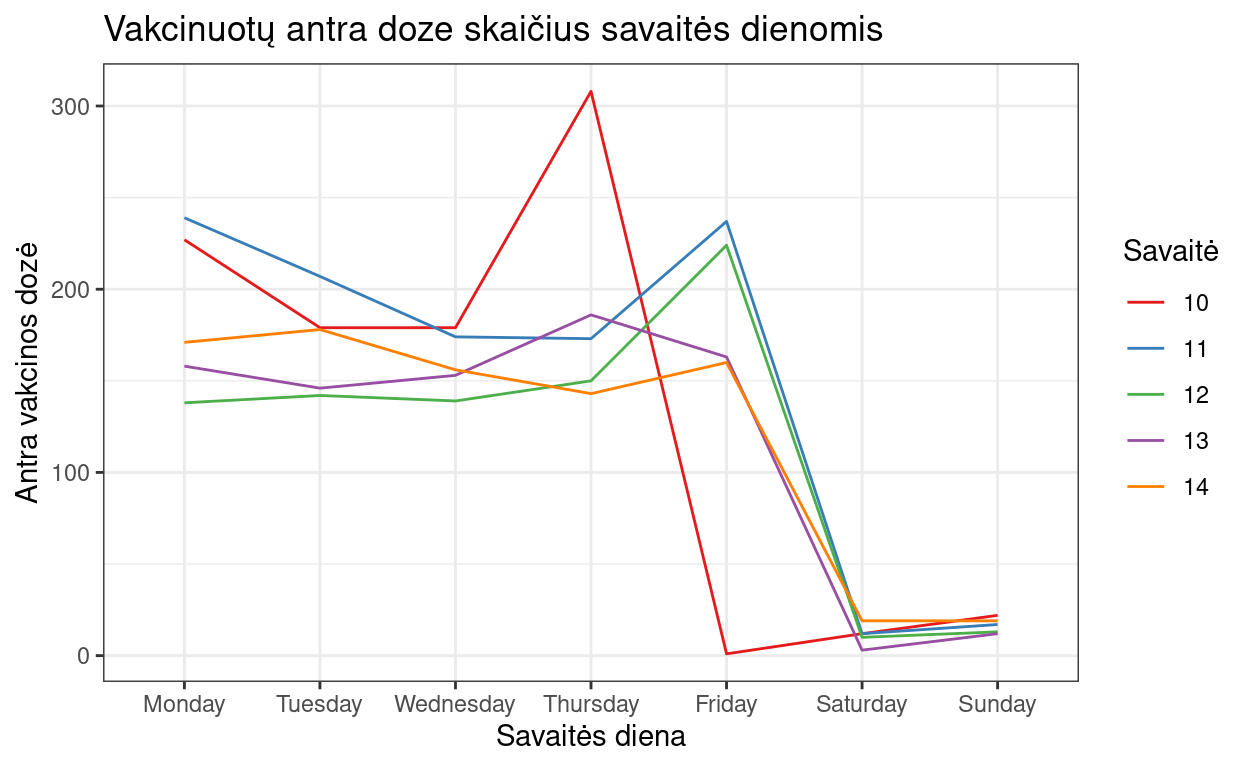 Vakcinuotų antra doze skaičius savaitės dienomis
Antra vakcinos dozė
300
200
100
0
Monday Tuesday Wednesday Thursday Friday Saturday Sunday
Savaitės diena
Savaitė
10
11
12
13
14